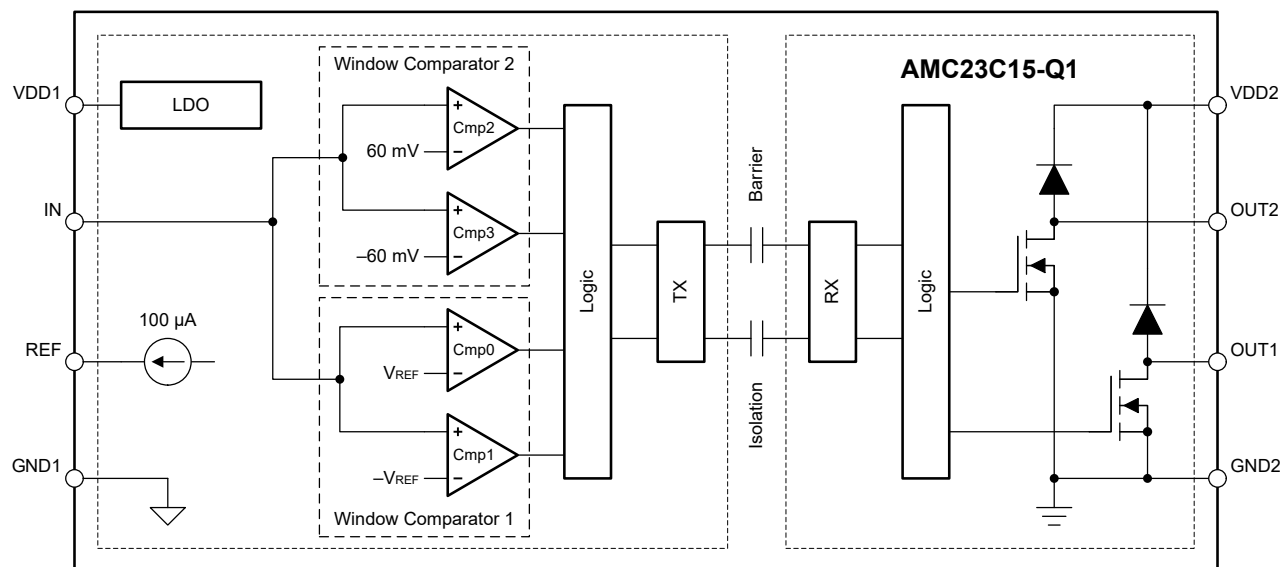 AMC23C15-Q1
Window Comparator 2
VDD1
LDO
VDD2
+
Cmp2
60 mV
−
Barrier
IN
OUT2
+
Cmp3
–60 mV
−
Logic
TX
RX
Logic
100 µA
REF
+
Cmp0
VREF
−
OUT1
Isolation
+
Cmp1
–VREF
−
GND1
GND2
Window Comparator 1